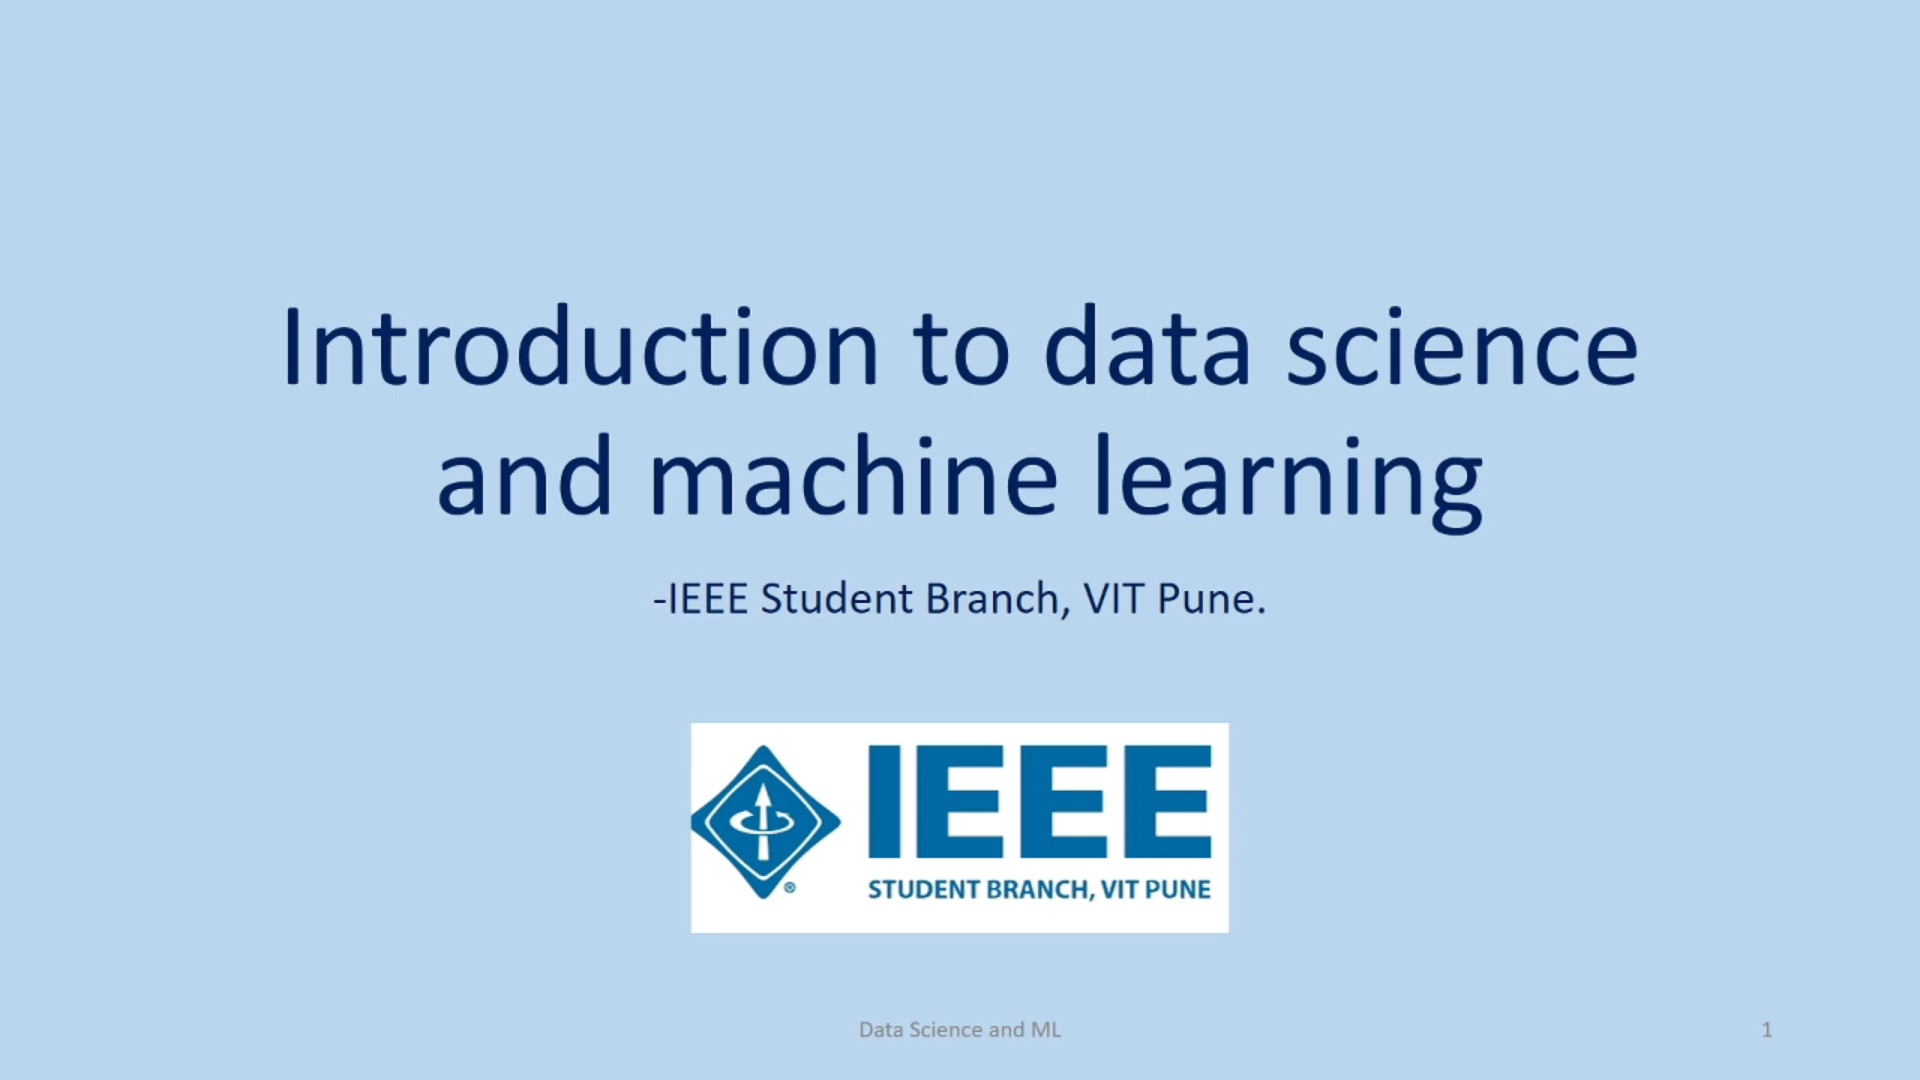 Introduction to data science
and machine learning
-IEEE Student Branch, VIT Pune.
IEEE
®
STUDENT BRANCH, VIT PUNE
Data Science and ML
1